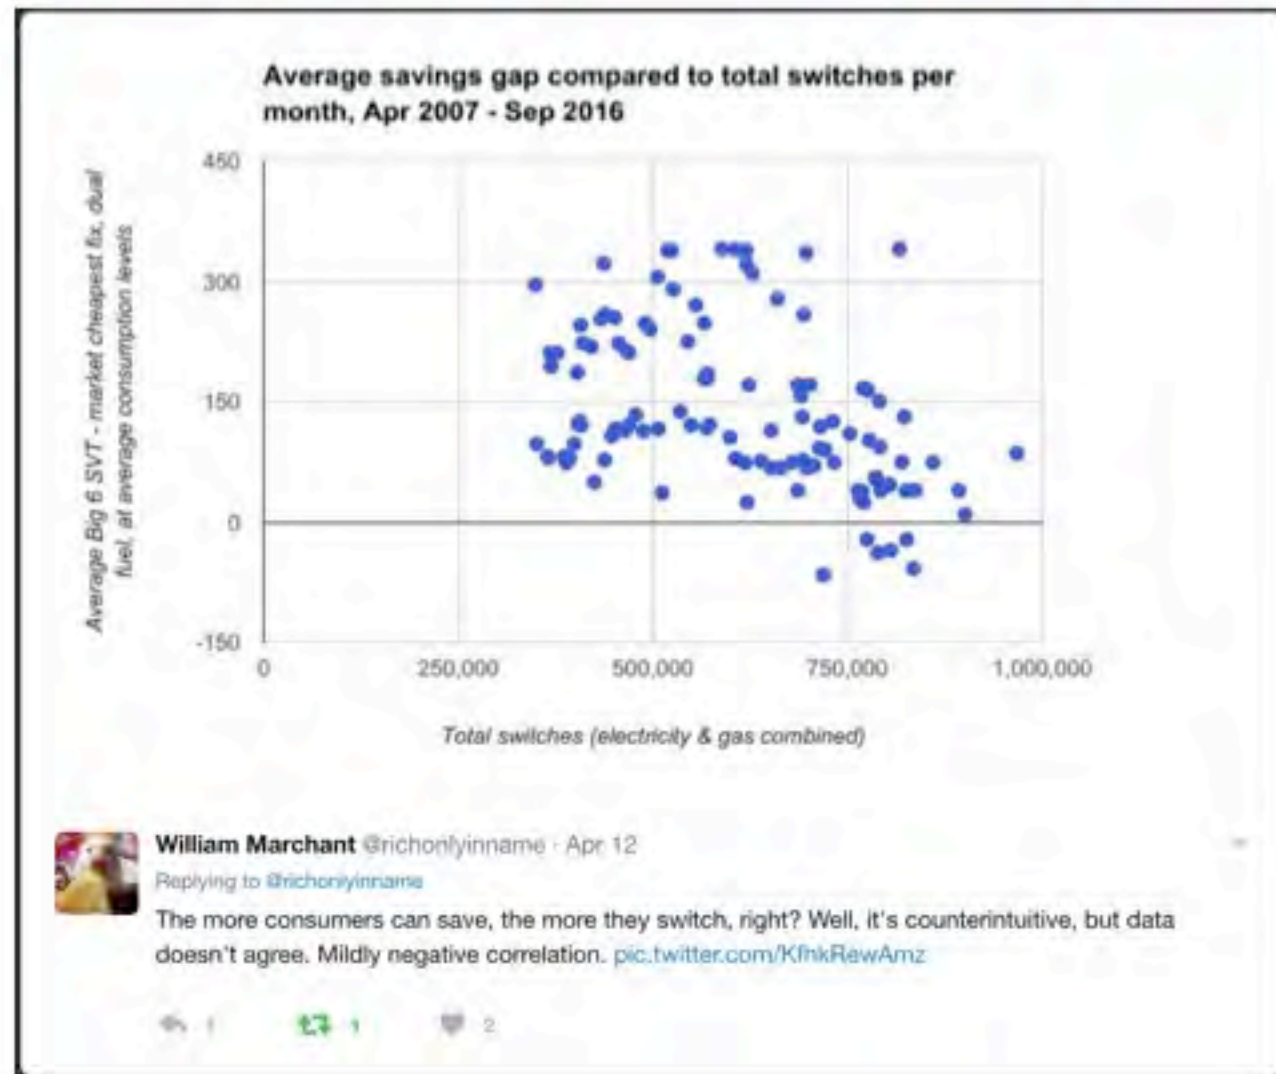 Average savings gap compared to total switches per
month, Apr 2007 - Sep 2016
Average Big 6 SVT - market cheapest fix, dual
fuel, at average consumption levels
450
300
150
0
-150
0
250,000
500,000
750,000
1,000,000
Total switches (electricity & gas combined)
William Marchant @richonlyinname · Apr 12
Replying to @richonlyinname
The more consumers can save, the more they switch, right? Well, it's counterintuitive, but data
doesn't agree. Mildly negative correlation. pic.twitter.com/KfhkRewAmz
1 1 2